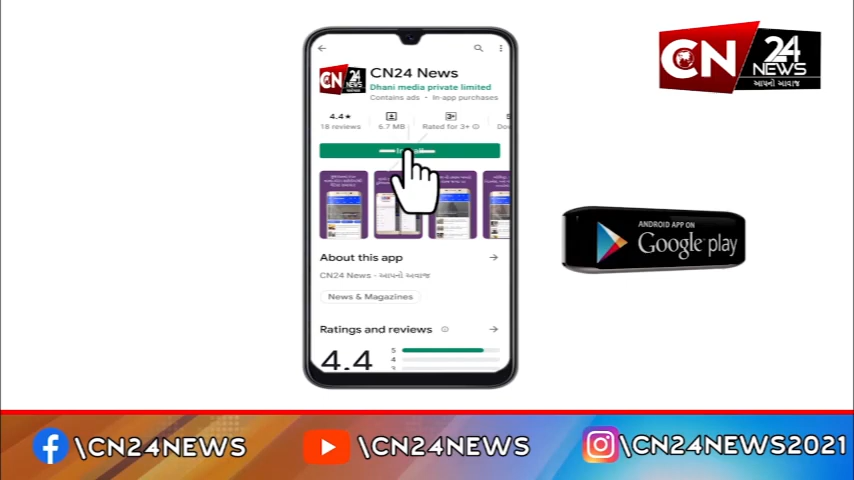 CN24 News
Dhani media private limited
Contains ads • In-app purchases
4.4★
18 reviews
6.7 MB
3+
Rated for 3+
About this app
CN24 News - આપનો અવાજ
News & Magazines
Ratings and reviews
4.4
5
4
3
CN
24
NEWS
આપનો અવાજ
ANDROID APP ON
Google play
\CN24NEWS
\CN24NEWS
\CN24NEWS2021